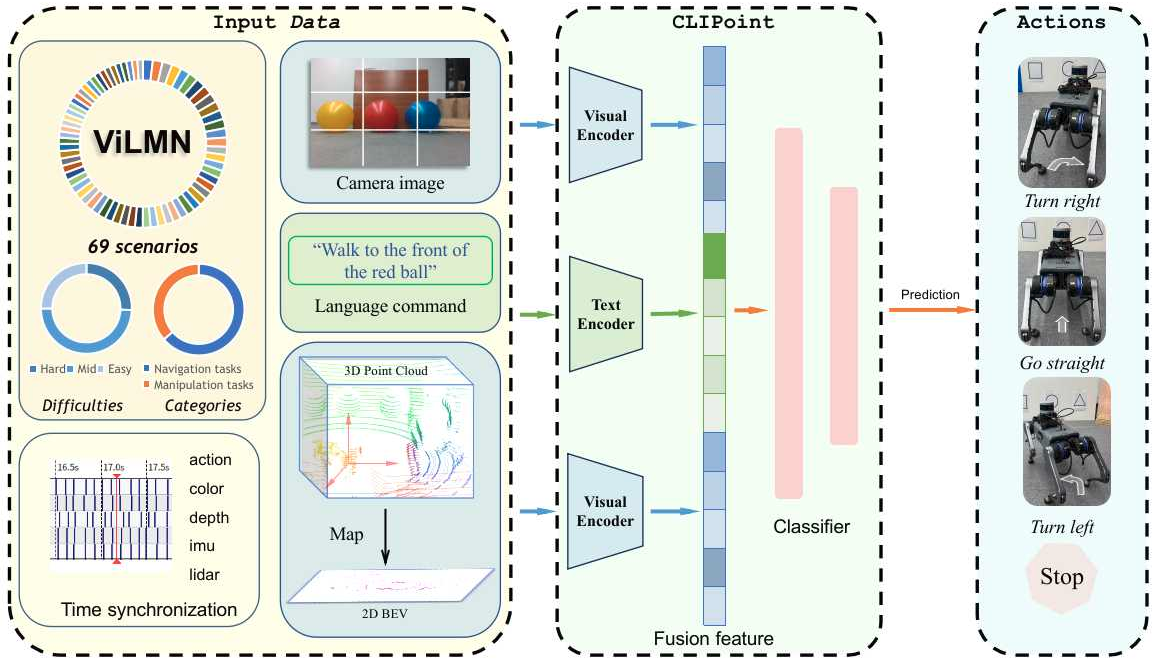 Input Data
ViLMN
69 scenarios
Hard Mid Easy
Navigation tasks
Manipulation tasks
Difficulties
Categories
16.5s 17.0s 17.5s
action
color
depth
imu
lidar
Time synchronization
Camera image
“Walk to the front of
the red ball”
Language command
3D Point Cloud
Map
2D BEV
CLIPoint
Visual
Encoder
Text
Encoder
Visual
Encoder
Classifier
Fusion feature
Prediction
Actions
Turn right
Go straight
Turn left
Stop